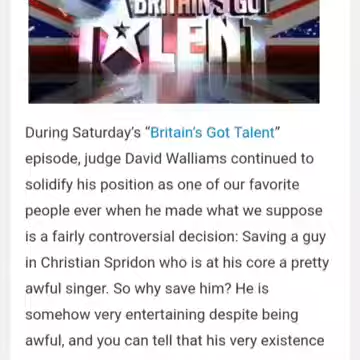 BRITAIN'S GOT
TALENT
During Saturday's “Britain's Got Talent”
episode, judge David Walliams continued to
solidify his position as one of our favorite
people ever when he made what we suppose
is a fairly controversial decision: Saving a guy
in Christian Spridon who is at his core a pretty
awful singer. So why save him? He is
somehow very entertaining despite being
awful, and you can tell that his very existence